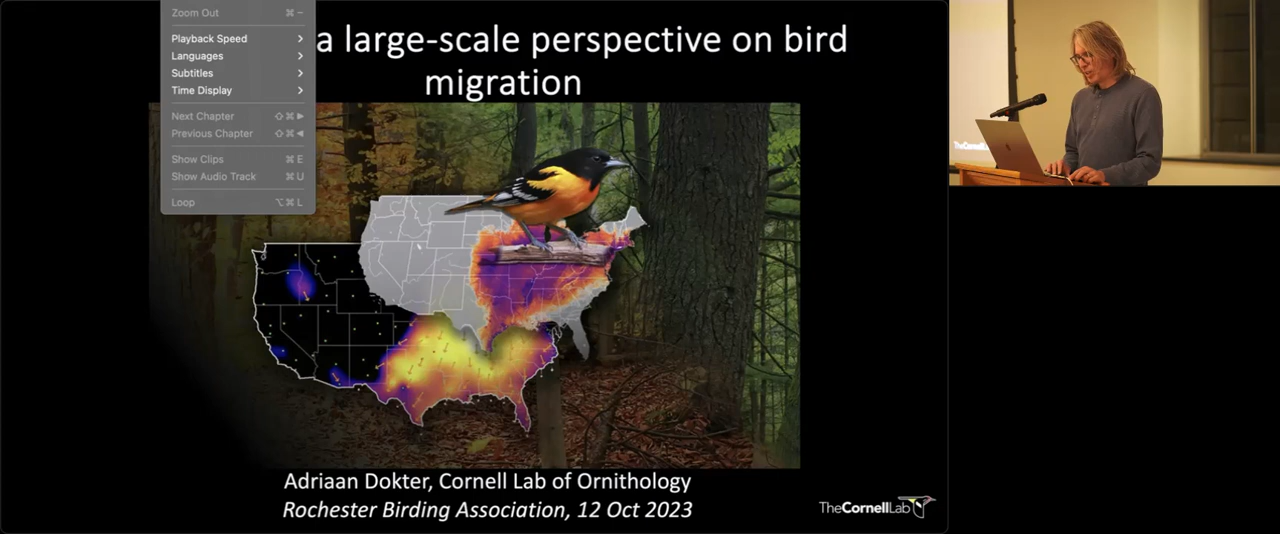 a large-scale perspective on bird
migration
Zoom Out ⌘ –
Playback Speed >
Languages >
Subtitles >
Time Display >
Next Chapter ⇧⌘▶
Previous Chapter ⇧⌘◀
Show Clips ⌘ E
Show Audio Track ⌘ U
Loop ⌥⌘ L
Adriaan Dokter, Cornell Lab of Ornithology
Rochester Birding Association, 12 Oct 2023
TheCornellLab
TheCornell